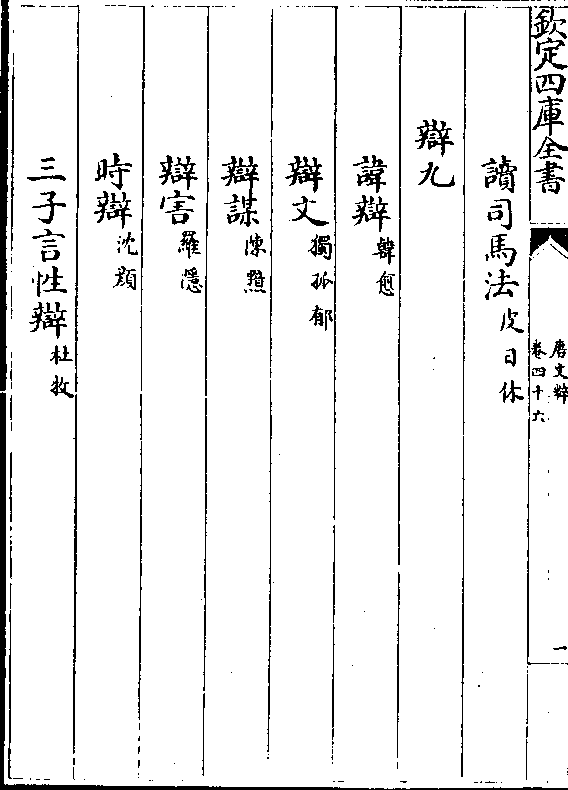 欽定四庫全書
唐文粹
卷四十六
一
讀司馬法皮日休
辯九
諱辯韓愈
辯文獨孤郁
辯謀陳黯
辯害羅隱
時辯沈顔
三子言性辯杜牧